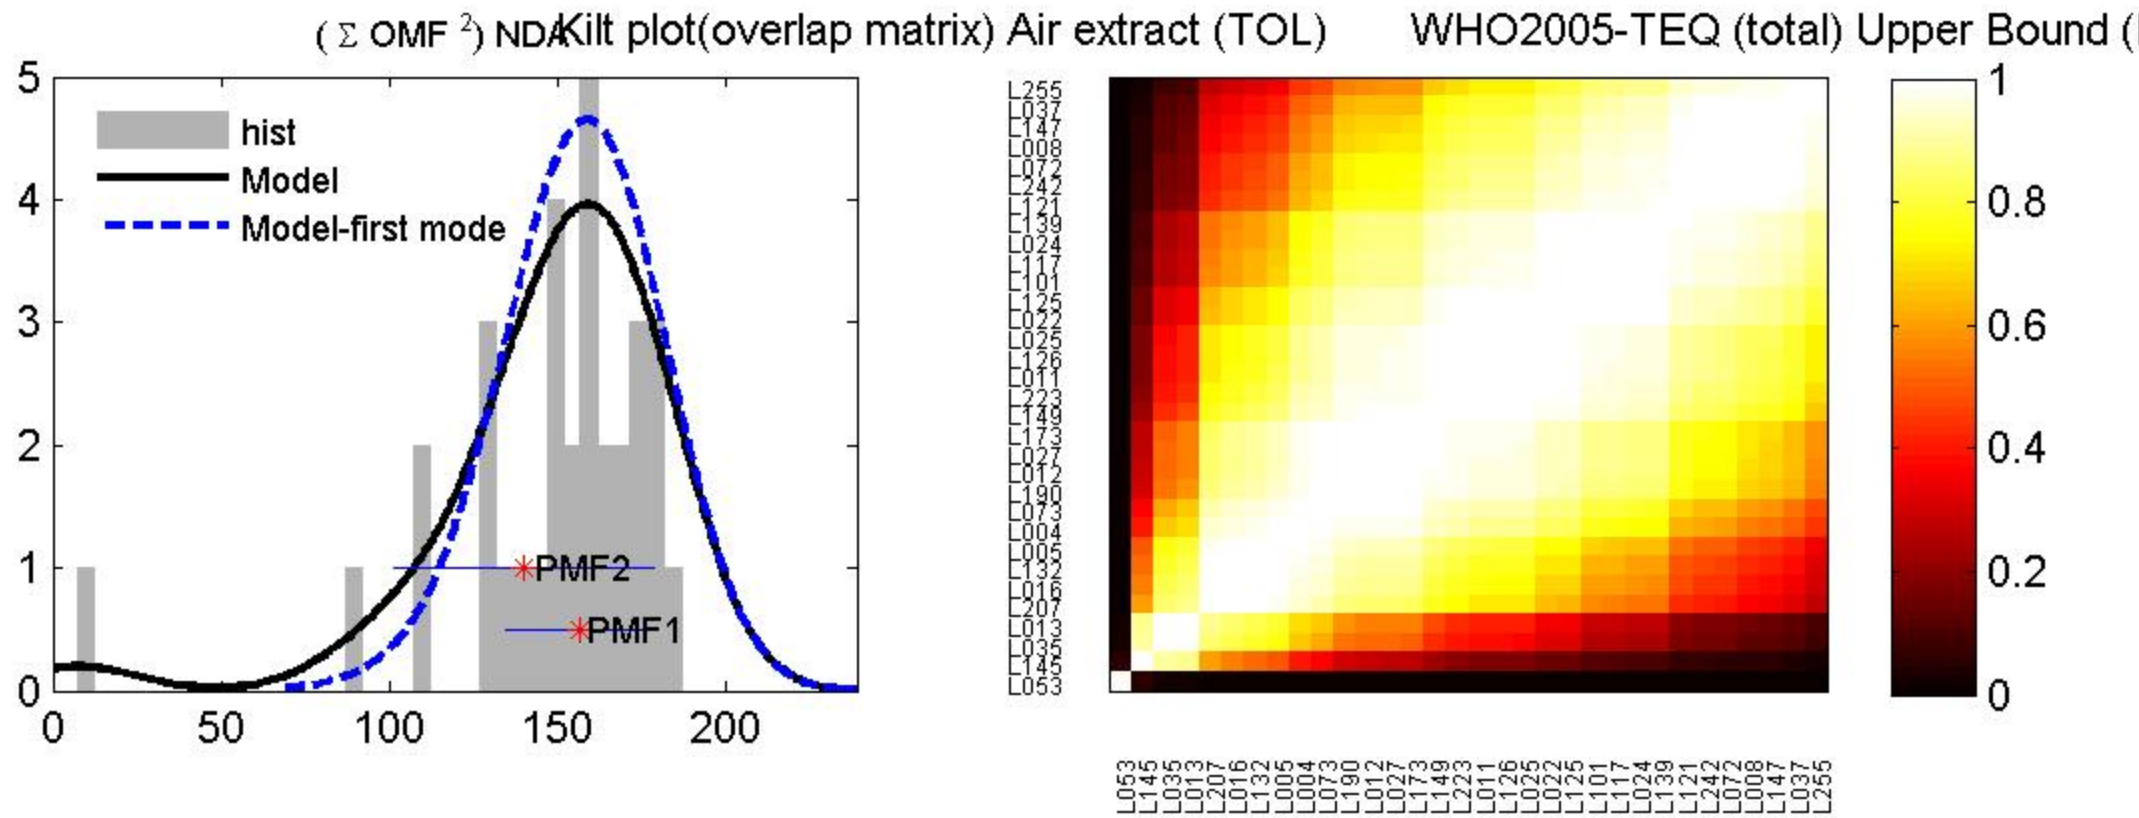 ( Σ OMF 2) NDA
Kilt plot(overlap matrix) Air extract (TOL)
WHO2005-TEQ (total) Upper Bound (
5
4
3
2
1
0
hist
Model
Model-first mode
PMF2
PMF1
0 50 100 150 200
L255
L037
L147
L008
L072
L242
L121
L139
L024
L117
L101
L125
L022
L025
L126
L011
L223
L149
L173
L027
L012
L190
L073
L004
L005
L132
L016
L207
L013
L035
L145
L053
L053 L145 L035 L013 L207 L016 L132 L005 L004 L073 L190 L012 L027 L173 L149 L223 L011 L126 L025 L022 L125 L101 L117 L024 L139 L121 L242 L072 L008 L147 L037 L255
1
0.8
0.6
0.4
0.2
0